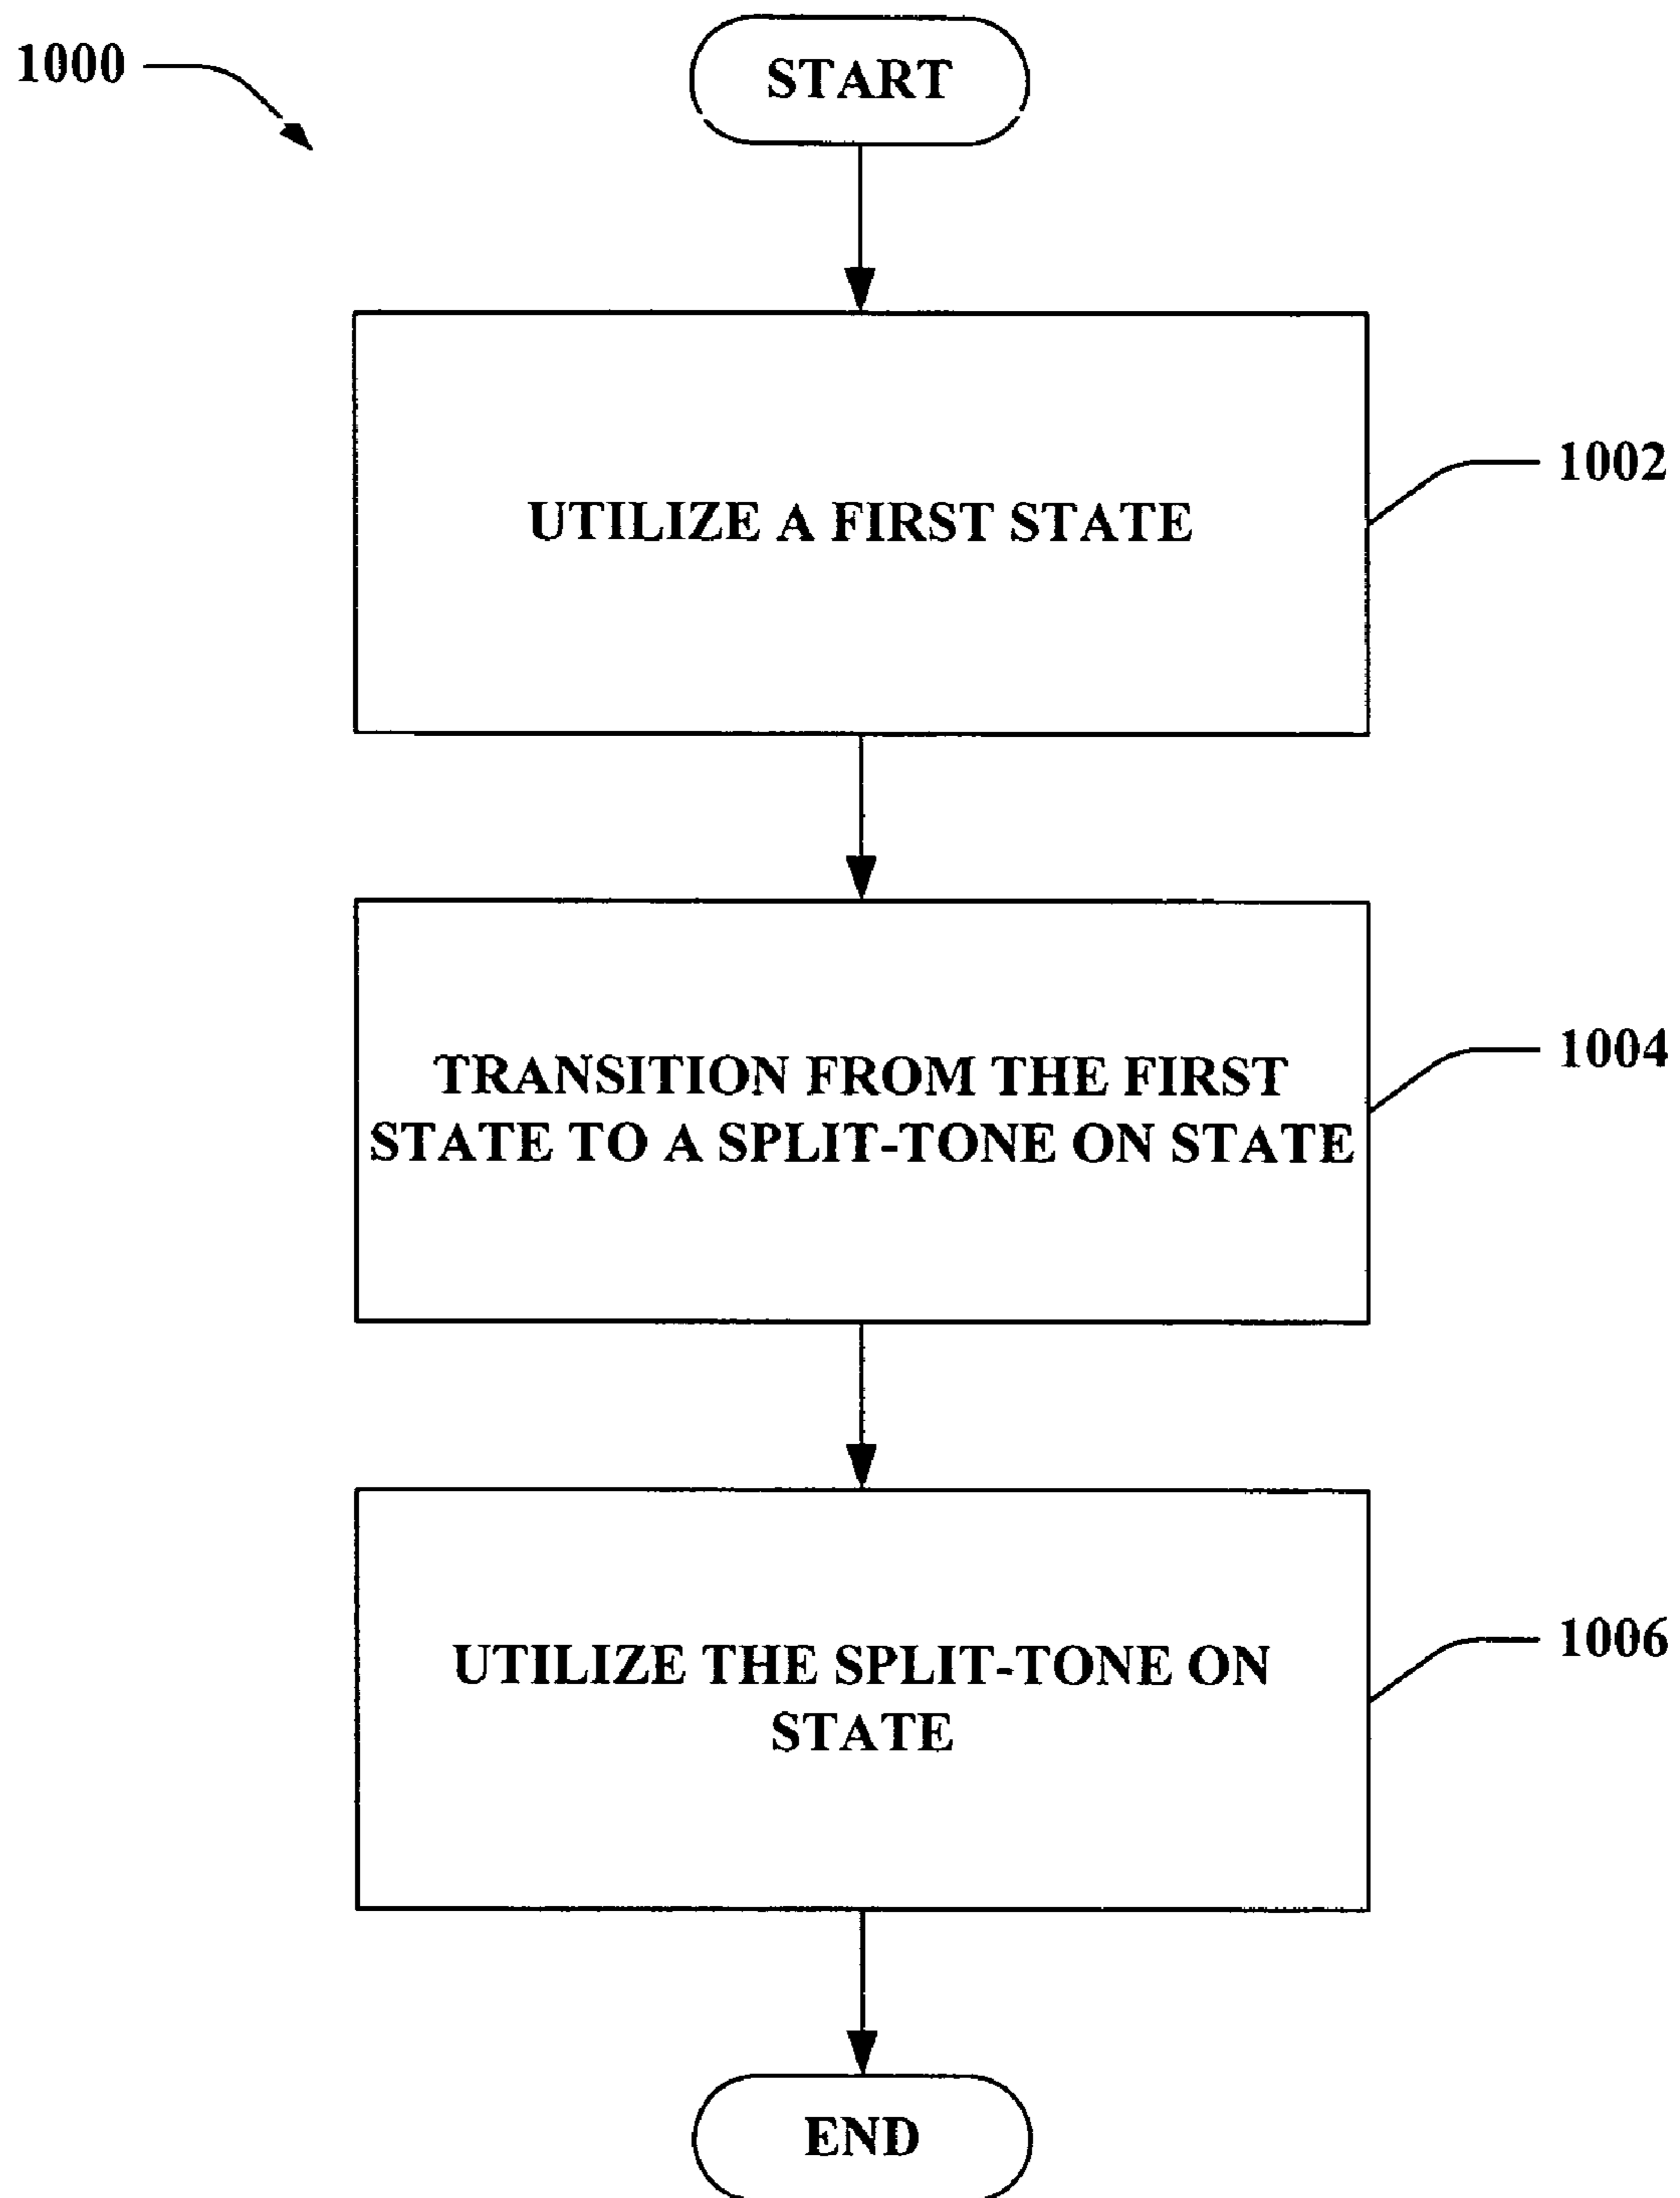 1000
START
UTILIZE A FIRST STATE
1002
TRANSITION FROM THE FIRST
STATE TO A SPLIT-TONE ON STATE
1004
UTILIZE THE SPLIT-TONE ON
STATE
1006
END